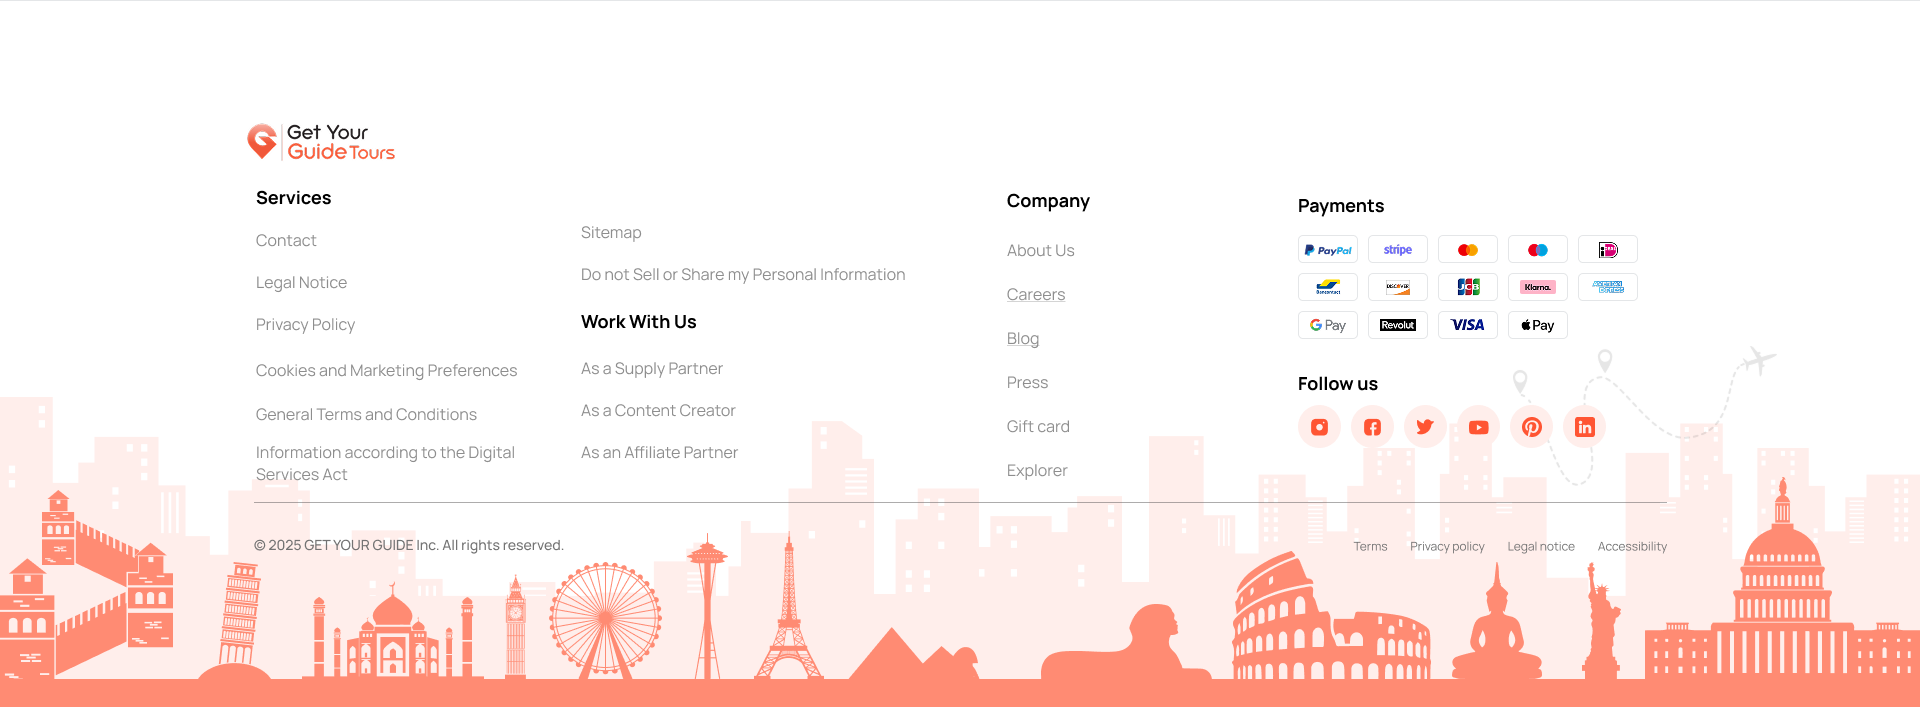 Get Your
Guide Tours
Services
Contact
Legal Notice
Privacy Policy
Cookies and Marketing Preferences
General Terms and Conditions
Information according to the Digital
Services Act
Sitemap
Do not Sell or Share my Personal Information
Work With Us
As a Supply Partner
As a Content Creator
As an Affiliate Partner
Company
About Us
Careers
Blog
Press
Gift card
Explorer
Payments
PayPal
stripe
Bancontact
DISCOVER
JCB
Klarna.
G Pay
Revolut
VISA
Pay
Follow us
© 2025 GET YOUR GUIDE Inc. All rights reserved.
Terms
Privacy policy
Legal notice
Accessibility